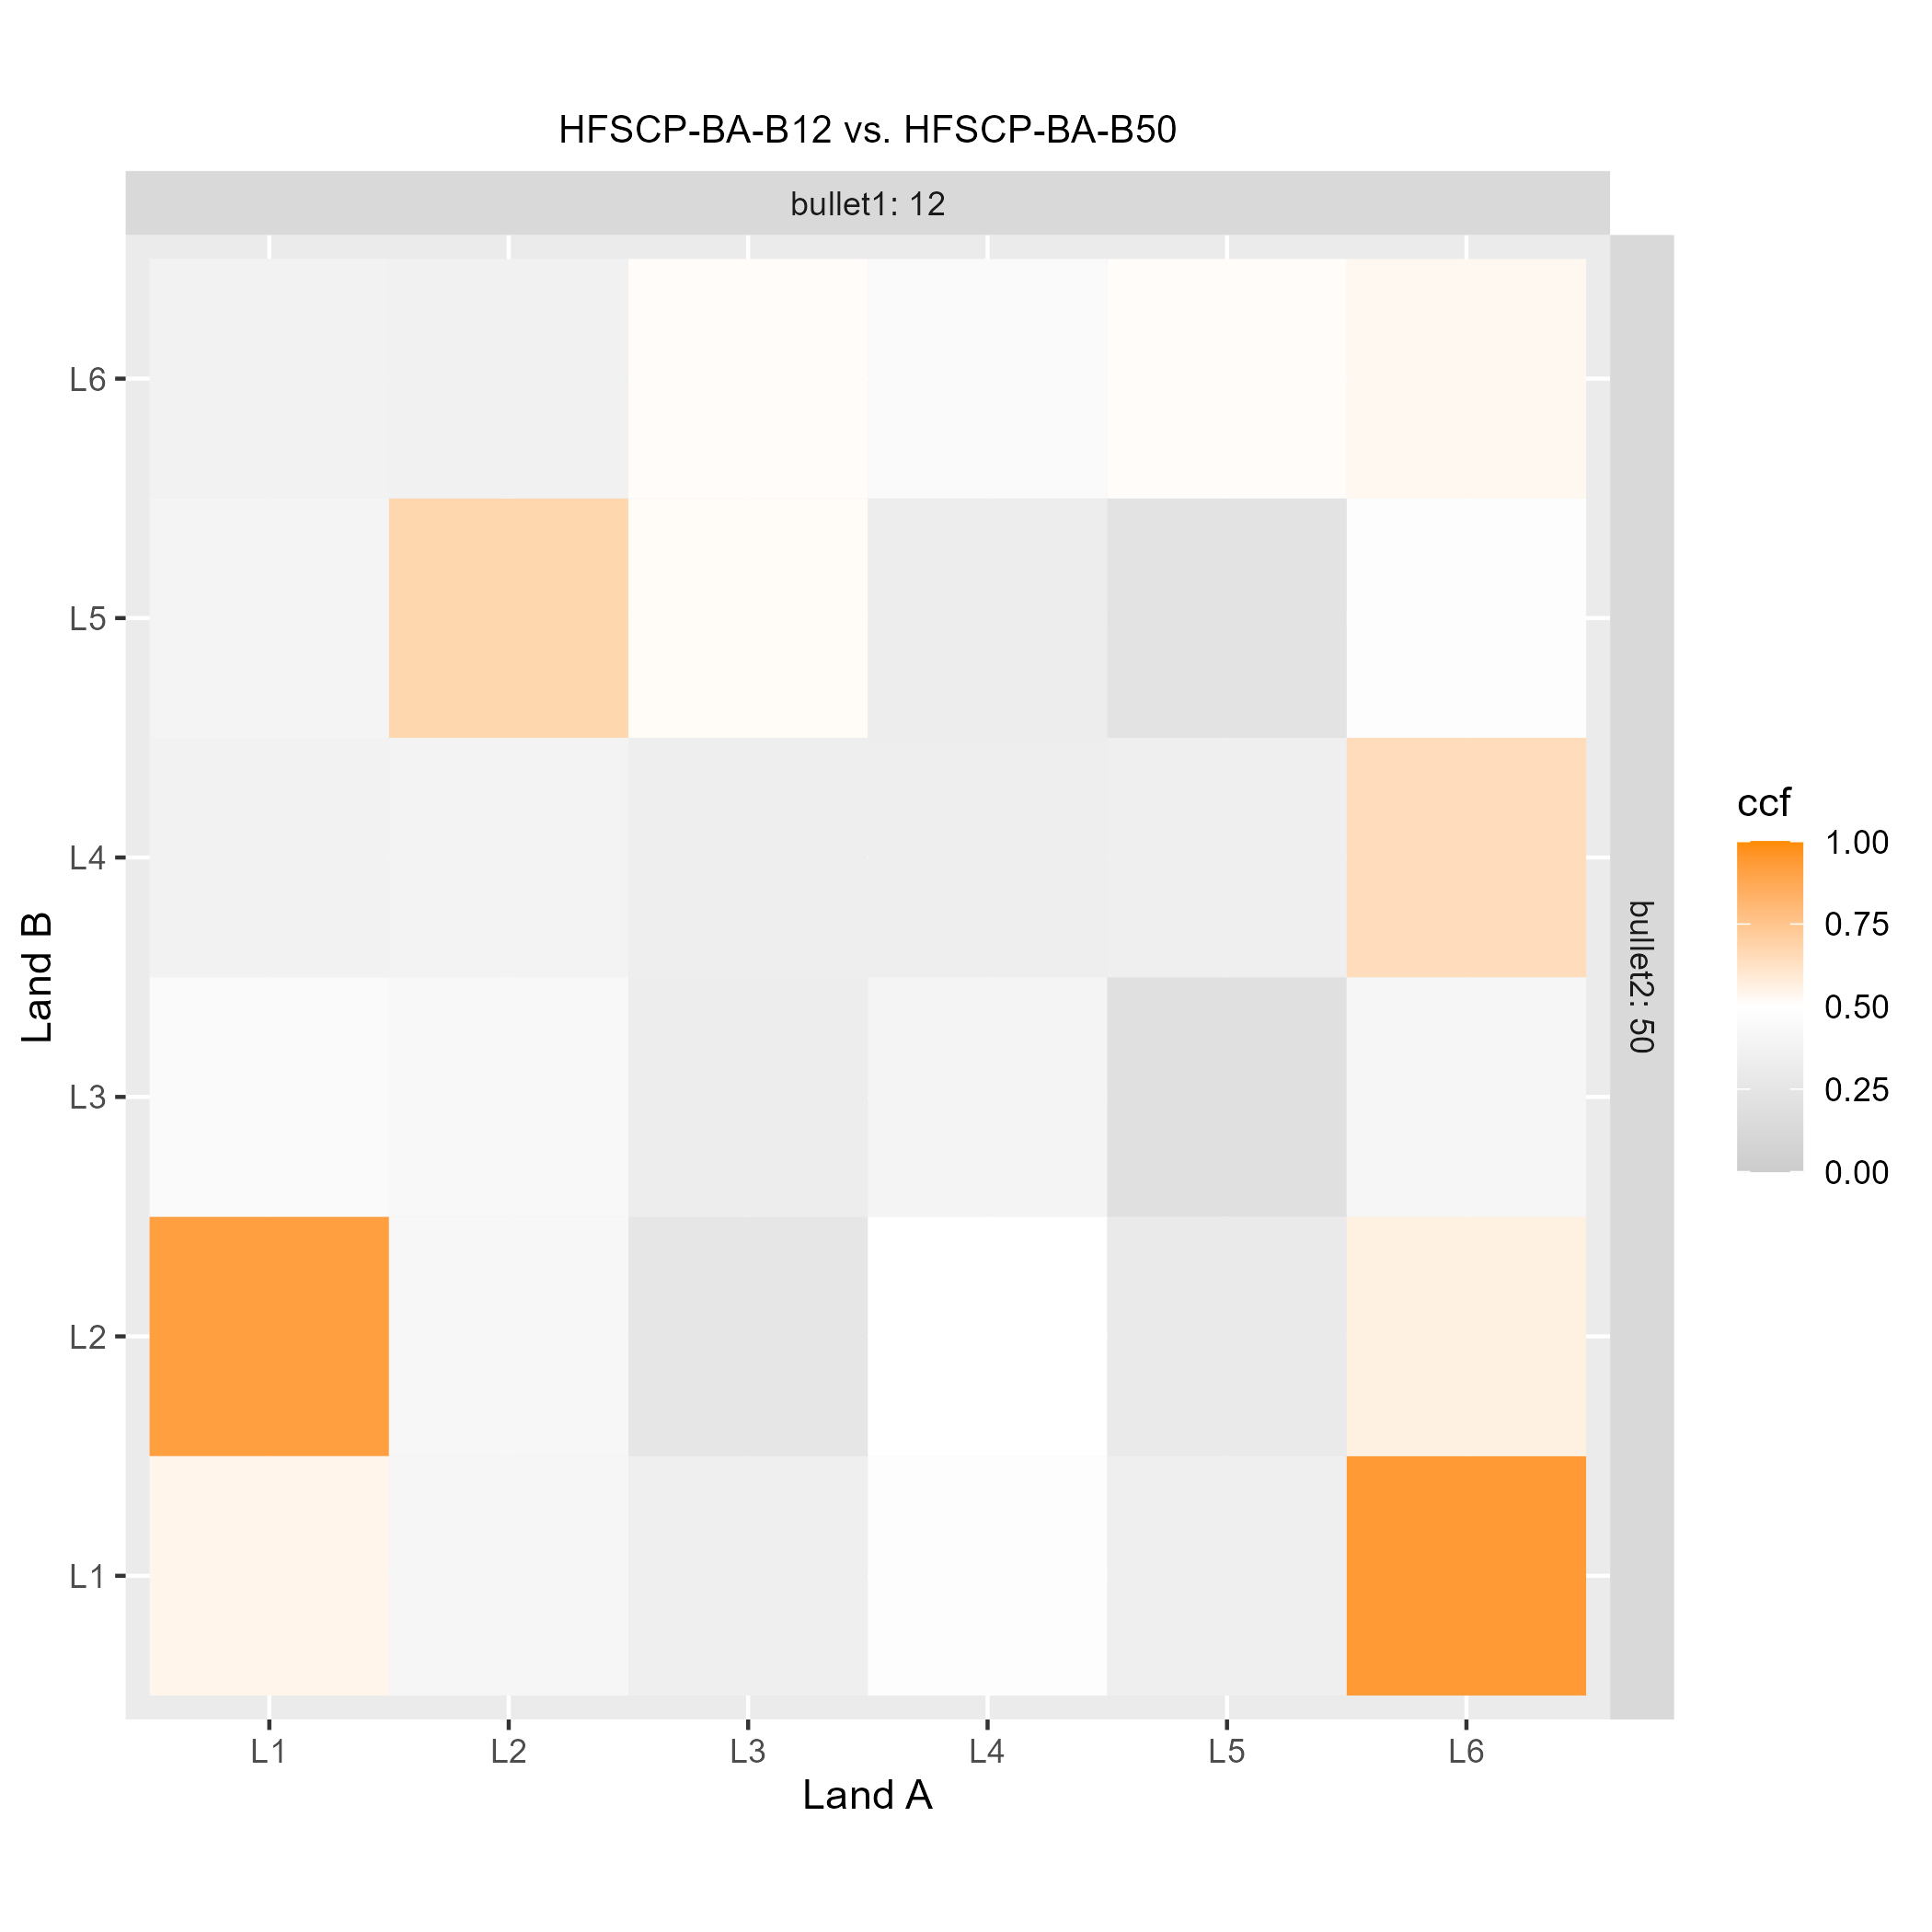 HFSCP-BA-B12 vs. HFSCP-BA-B50
bullet1: 12
L6
L5
L4
L3
L2
L1
Land B
bullet2: 50
L1 L2 L3 L4 L5 L6
Land A
ccf
1.00
0.75
0.50
0.25
0.00